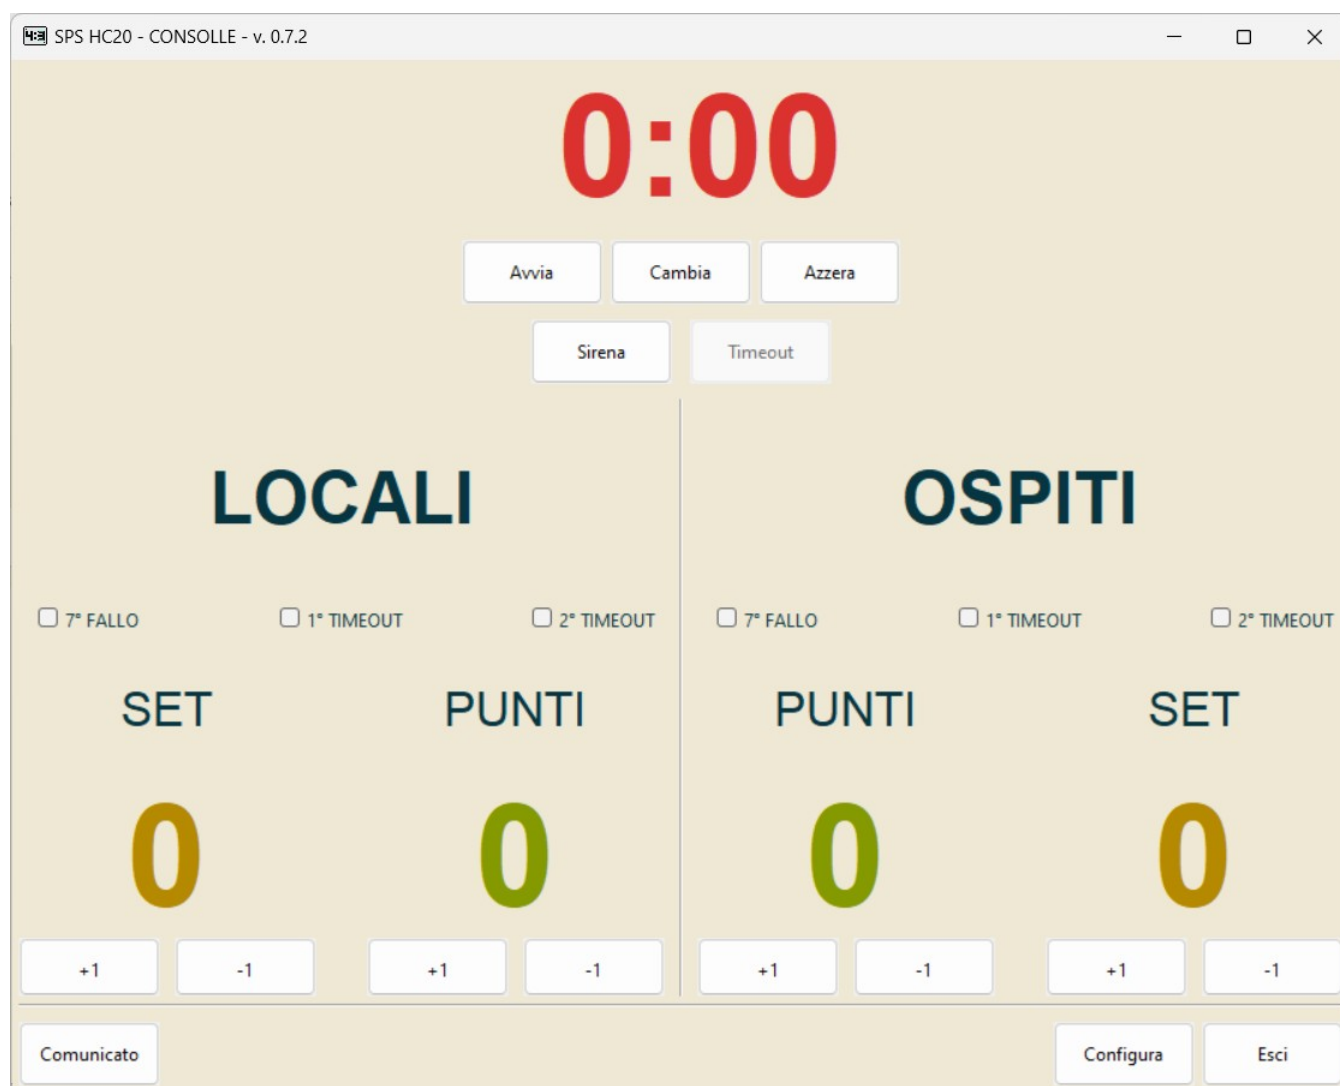 4:3 SPS HC20 - CONSOLLE - v. 0.7.2
0:00
Avvia Cambia Azzera
Sirena Timeout
LOCALI OSPITI
7° FALLO 1° TIMEOUT 2° TIMEOUT 7° FALLO 1° TIMEOUT 2° TIMEOUT
SET PUNTI PUNTI SET
0 0 0 0
+1 -1 +1 -1 +1 -1 +1 -1
Comunicato Configura Esci